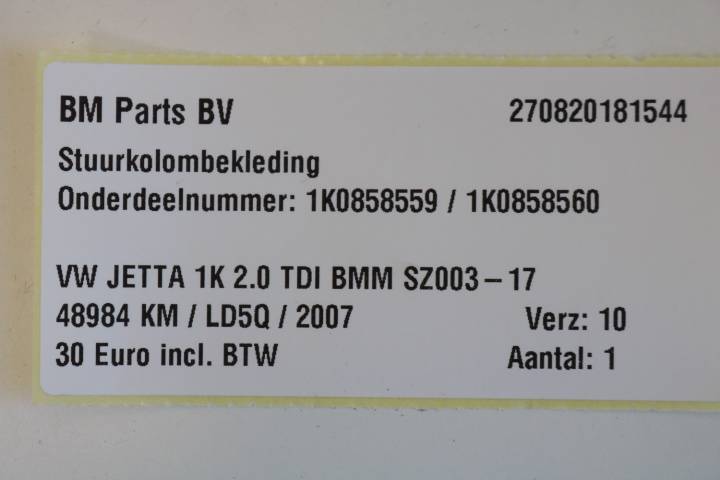 BM Parts BV 270820181544
Stuurkolombekleding
Onderdeelnummer: 1K0858559 / 1K0858560
VW JETTA 1K 2.0 TDI BMM SZ003-17
48984 KM / LD5Q / 2007 Verz: 10
30 Euro incl. BTW Aantal: 1